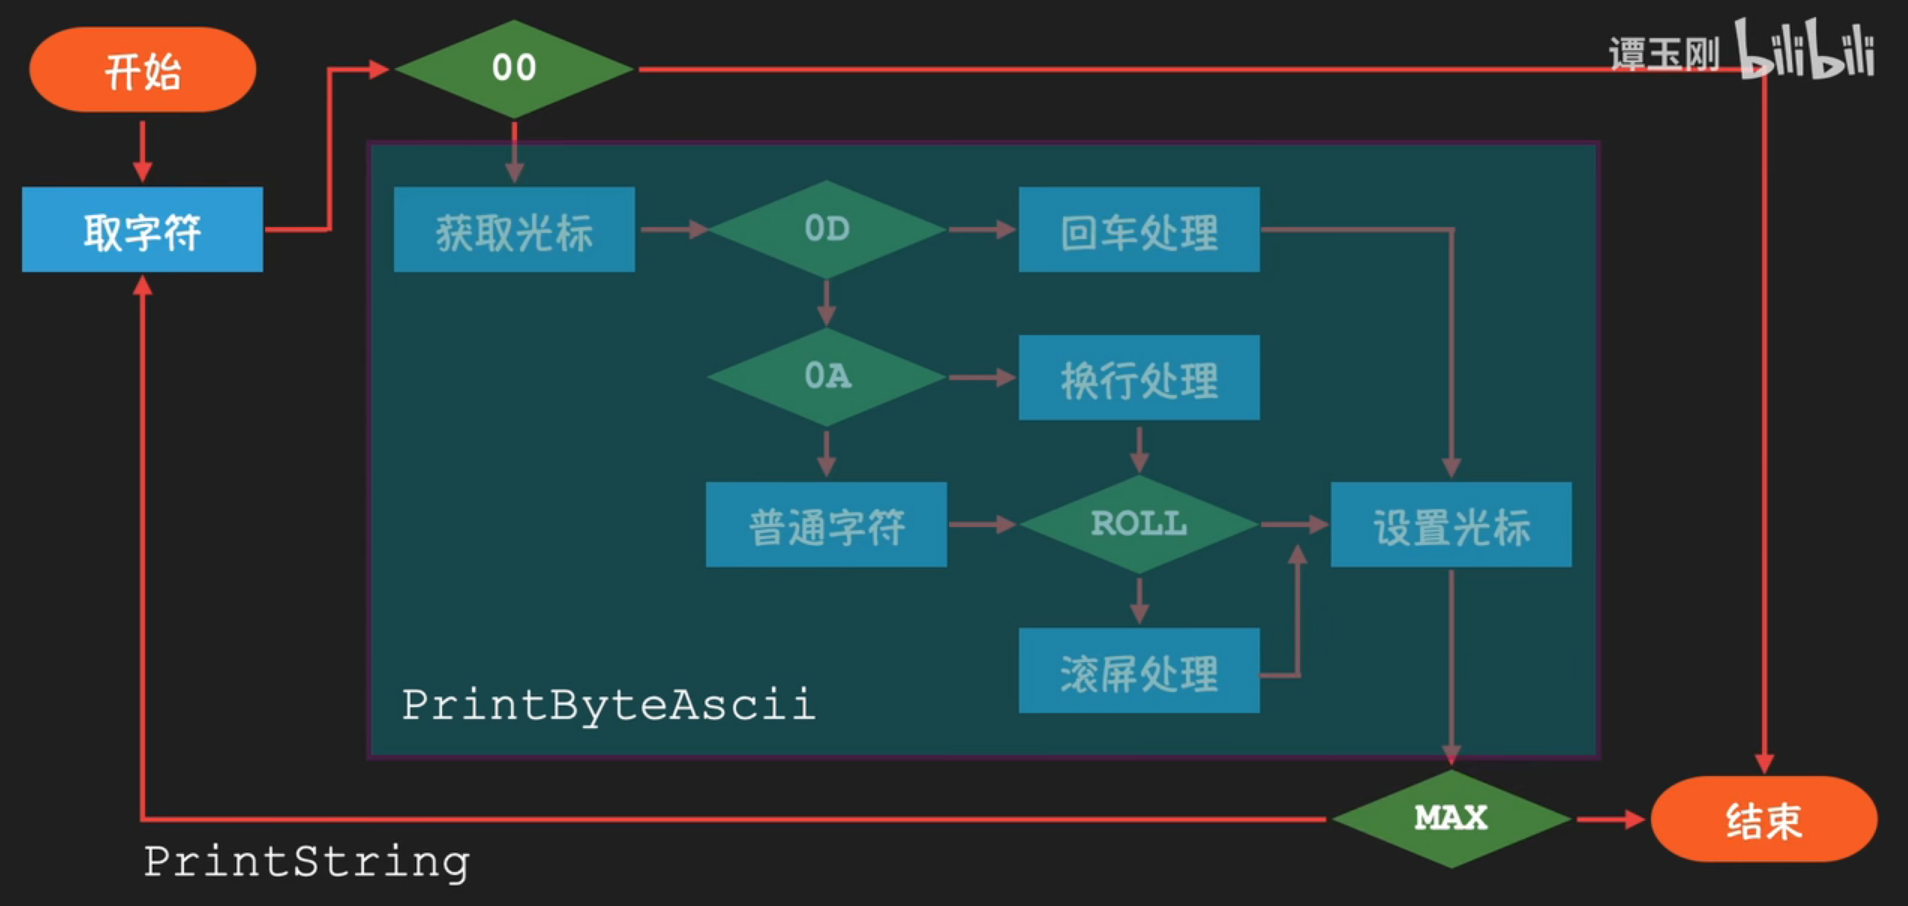 开始
00
谭玉刚 bilibili
取字符
获取光标
0D
回车处理
0A
换行处理
普通字符
ROLL
设置光标
滚屏处理
PrintByteAscii
MAX
结束
PrintString